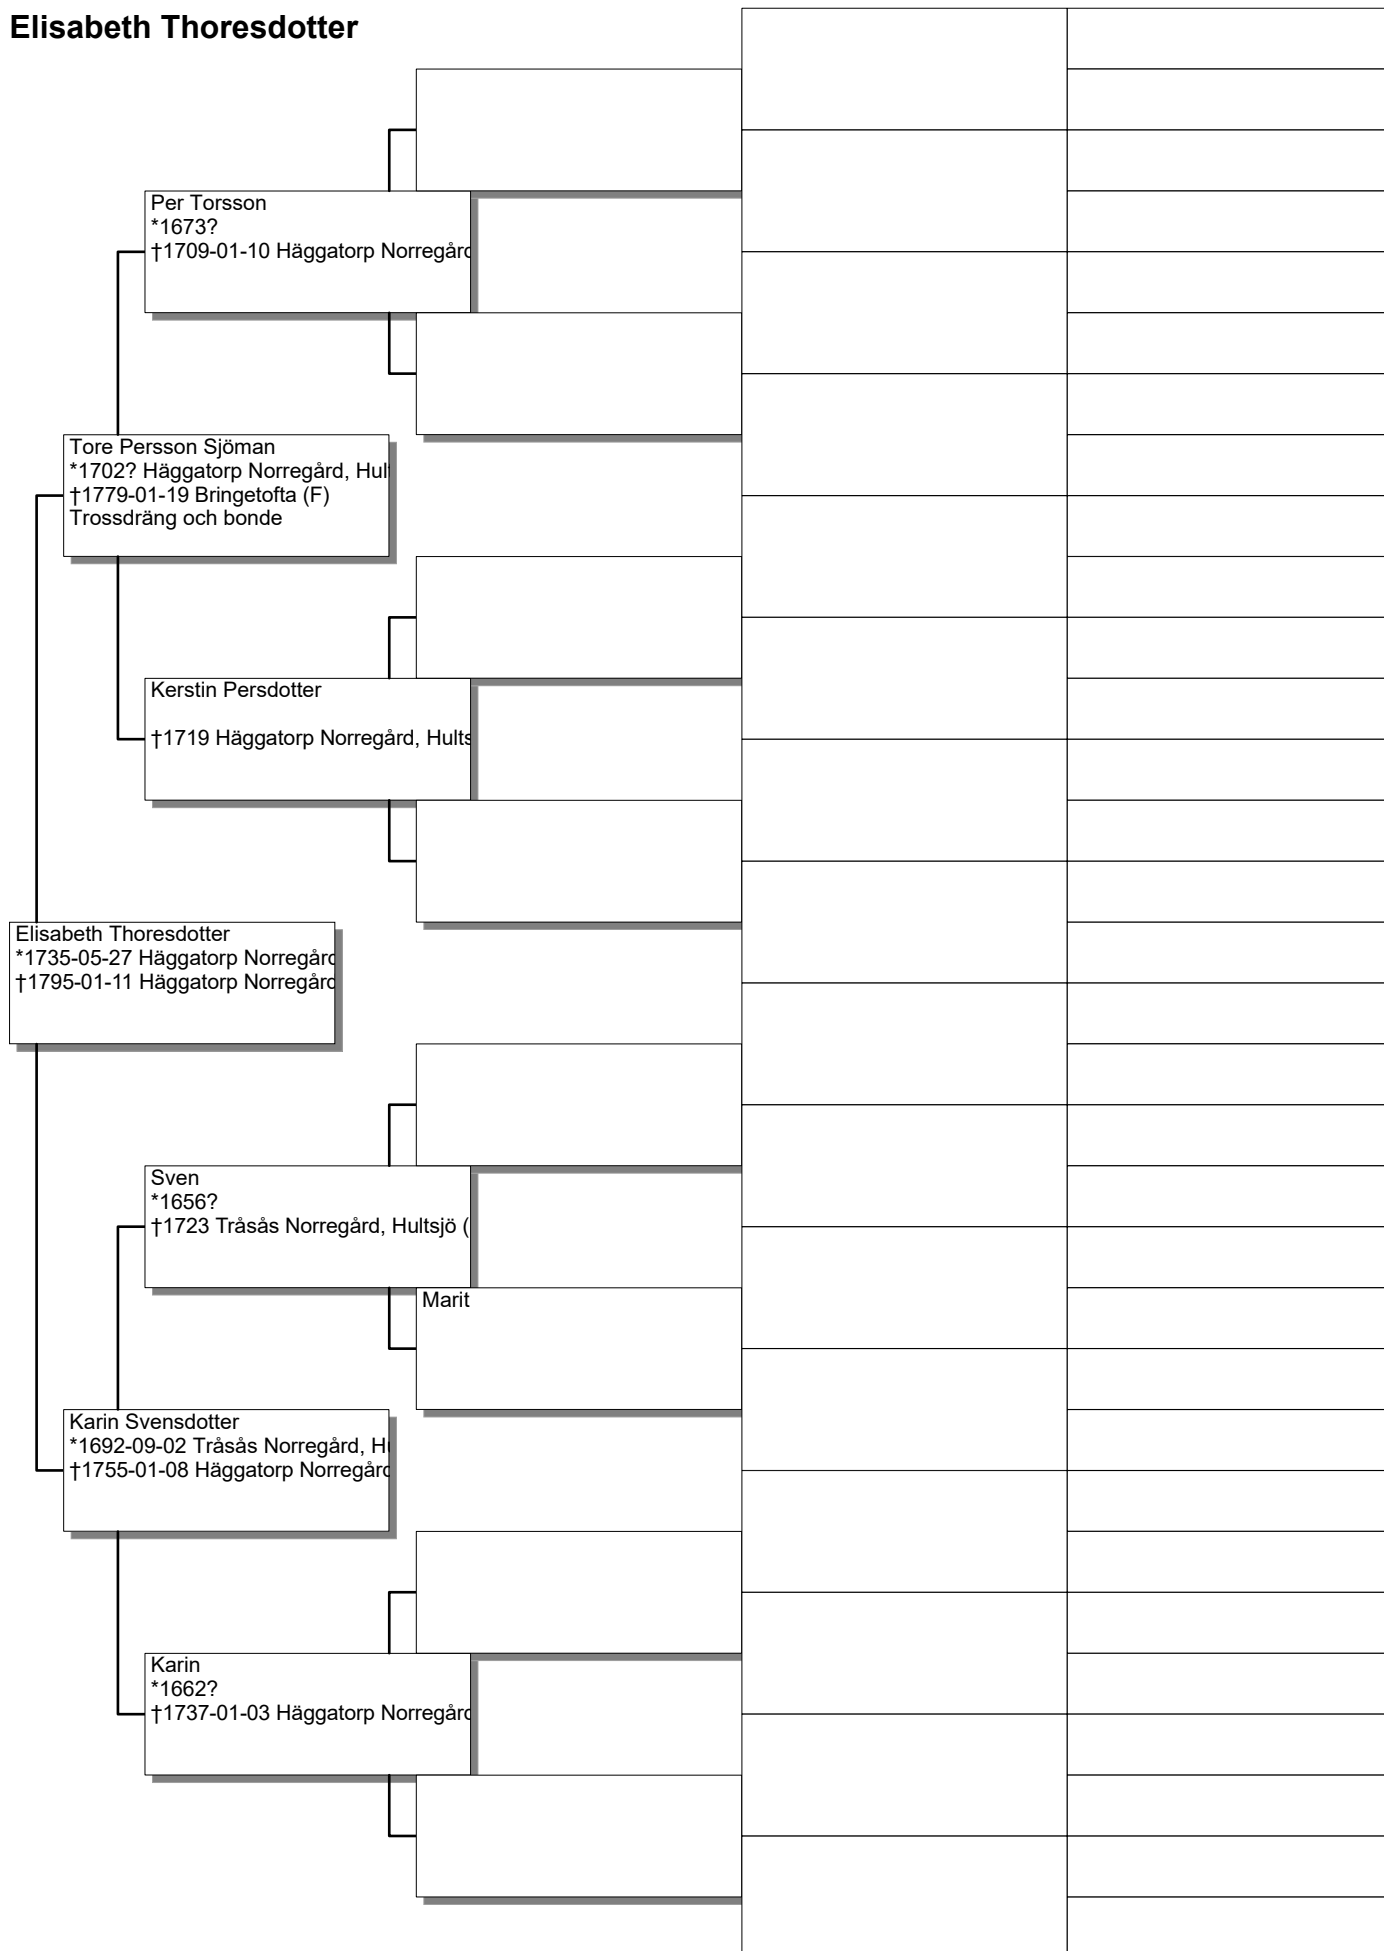 Elisabeth Thoresdotter
Per Torsson
*1673?
†1709-01-10 Häggatorp Norregård
Tore Persson Sjöman
*1702? Häggatorp Norregård, Hult
†1779-01-19 Bringetofta (F)
Trossdräng och bonde
Kerstin Persdotter
†1719 Häggatorp Norregård, Hults
Elisabeth Thoresdotter
*1735-05-27 Häggatorp Norregård
†1795-01-11 Häggatorp Norregård
Sven
*1656?
†1723 Tråsås Norregård, Hultsjö (
Marit
Karin Svensdotter
*1692-09-02 Tråsås Norregård, Hu
†1755-01-08 Häggatorp Norregård
Karin
*1662?
†1737-01-03 Häggatorp Norregård